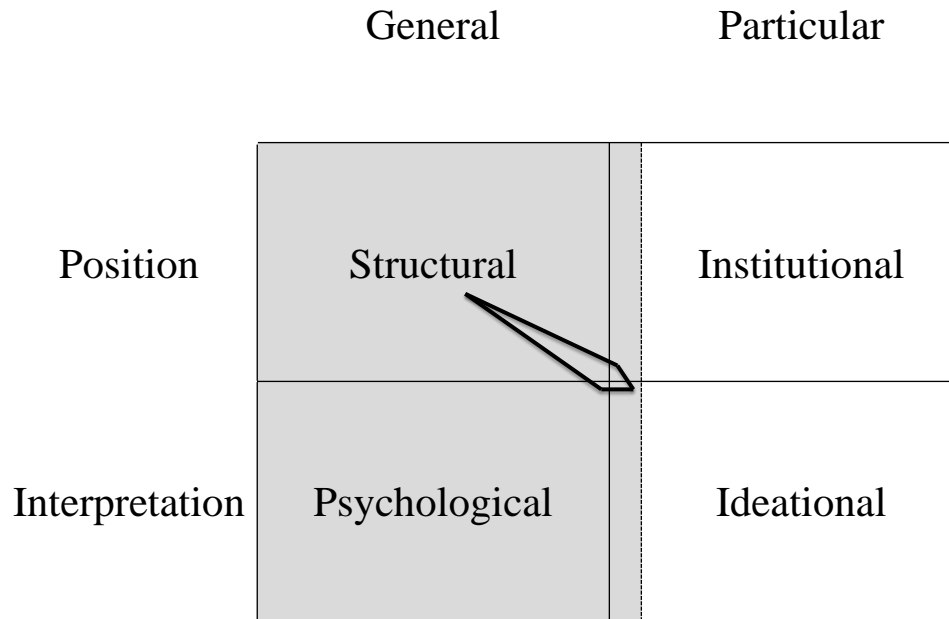 General Particular
Position Structural Institutional
Interpretation Psychological Ideational